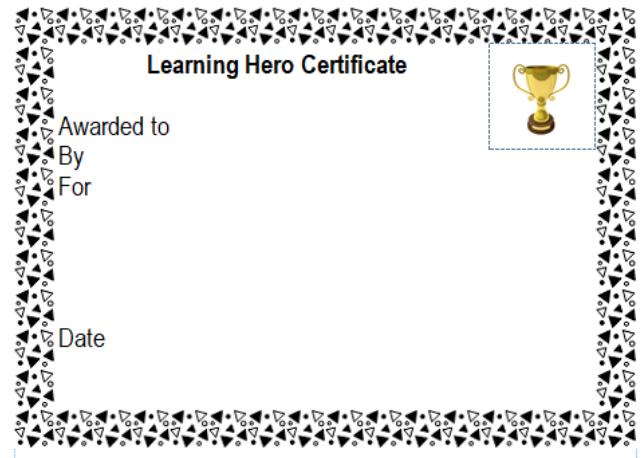 Learning Hero Certificate
Awarded to
By
For
Date